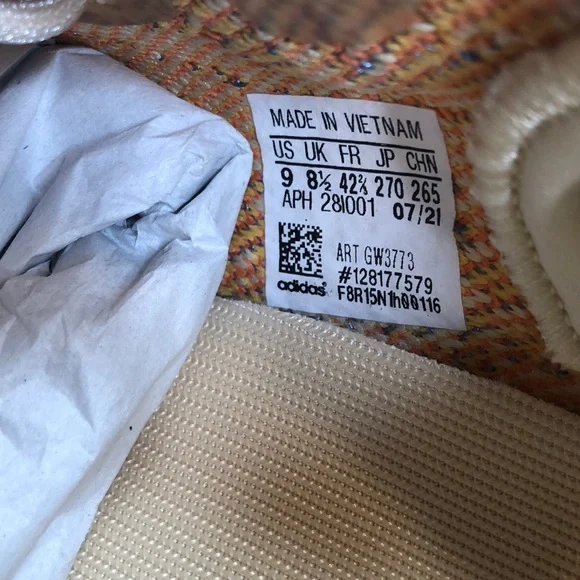 MADE IN VIETNAM
US UK FR JP CHN
9 8½ 42⅔ 270 265
APH 281001 07/21
ART GW3773
#128177579
adidas F8R15N1h00116